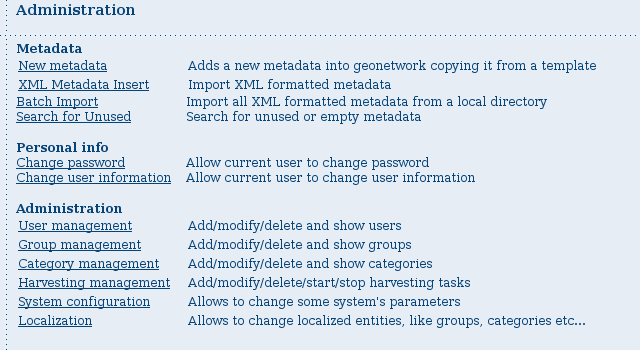 Administration
Metadata
New metadata Adds a new metadata into geonetwork copying it from a template
XML Metadata Insert Import XML formatted metadata
Batch Import Import all XML formatted metadata from a local directory
Search for Unused Search for unused or empty metadata
Personal info
Change password Allow current user to change password
Change user information Allow current user to change user information
Administration
User management Add/modify/delete and show users
Group management Add/modify/delete and show groups
Category management Add/modify/delete and show categories
Harvesting management Add/modify/delete/start/stop harvesting tasks
System configuration Allows to change some system's parameters
Localization Allows to change localized entities, like groups, categories etc...